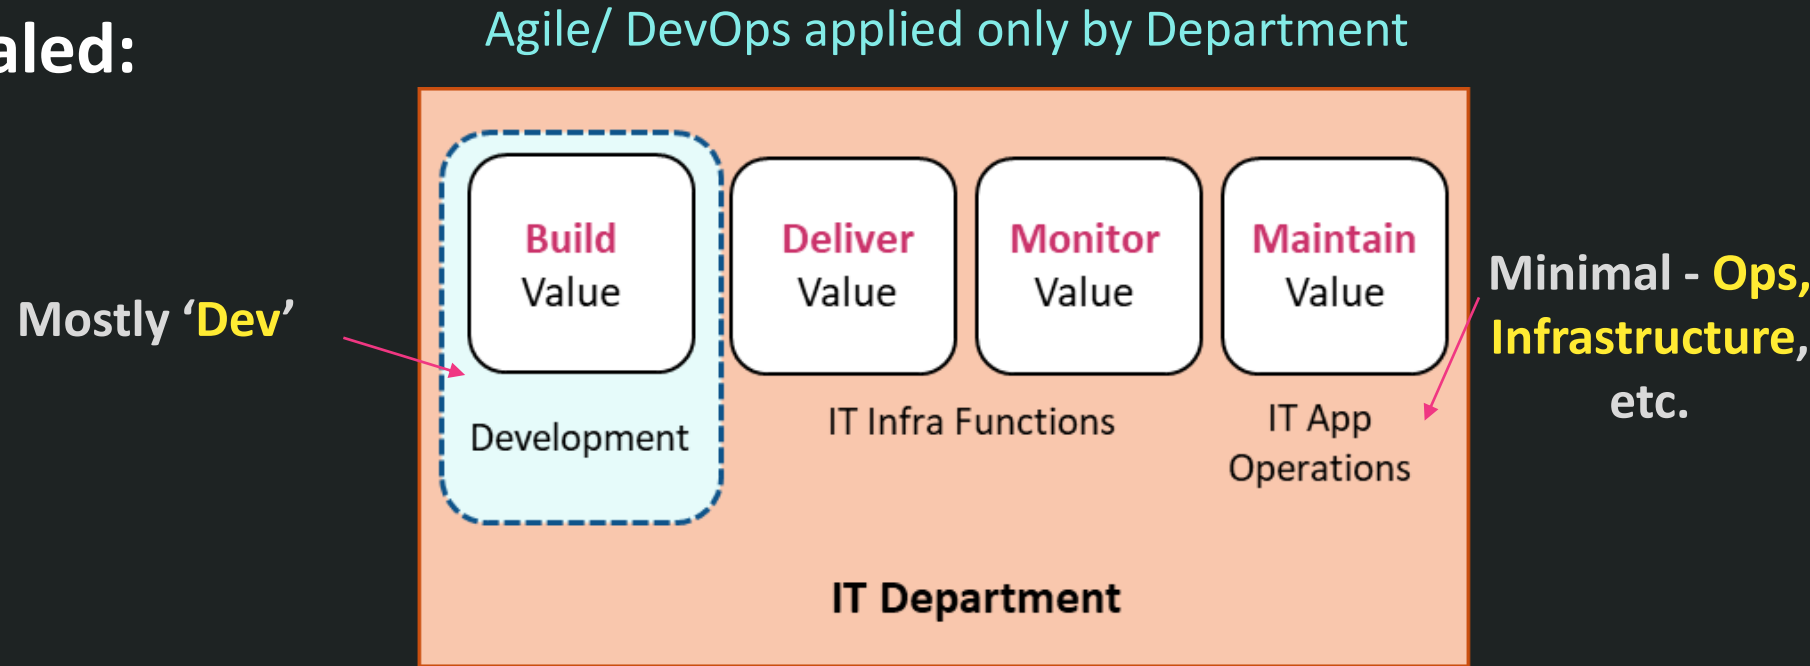 aled:
Agile/ DevOps applied only by Department
Mostly ‘Dev’
Build
Value
Development
Deliver
Value
Monitor
Value
IT Infra Functions
Maintain
Value
IT App
Operations
IT Department
Minimal - Ops,
Infrastructure,
etc.